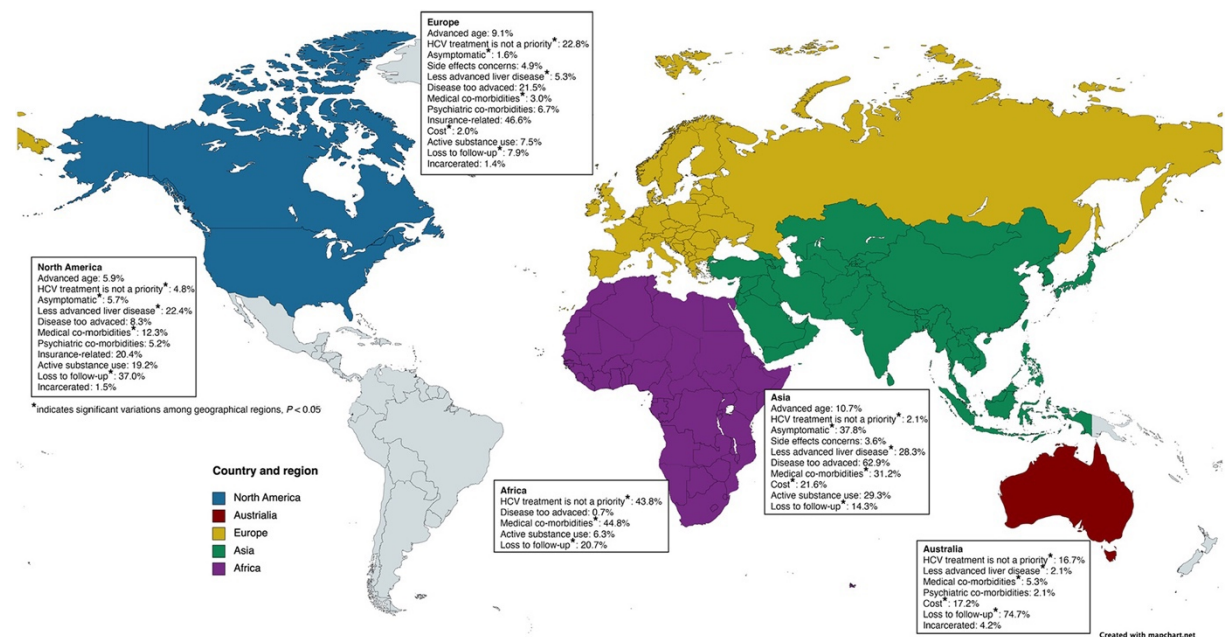 Europe
Advanced age: 9.1%
HCV treatment is not a priority*: 22.8%
Asymptomatic*: 1.6%
Side effects concerns: 4.9%
Less advanced liver disease*: 5.3%
Disease too advaced: 21.5%
Medical co-morbidities*: 3.0%
Psychiatric co-morbidities: 6.7%
Insurance-related: 46.6%
Cost*: 2.0%
Active substance use: 7.5%
Loss to follow-up*: 7.9%
Incarcerated: 1.4%
North America
Advanced age: 5.9%
HCV treatment is not a priority*: 4.8%
Asymptomatic*: 5.7%
Less advanced liver disease*: 22.4%
Disease too advaced: 8.3%
Medical co-morbidities*: 12.3%
Psychiatric co-morbidities: 5.2%
Insurance-related: 20.4%
Active substance use: 19.2%
Loss to follow-up*: 37.0%
Incarcerated: 1.5%
*indicates significant variations among geographical regions, P < 0.05
Country and region
North America
Austrialia
Europe
Asia
Africa
Africa
HCV treatment is not a priority*: 43.8%
Disease too advaced: 0.7%
Medical co-morbidities*: 44.8%
Active substance use: 6.3%
Loss to follow-up*: 20.7%
Asia
Advanced age: 10.7%
HCV treatment is not a priority*: 2.1%
Asymptomatic*: 37.8%
Side effects concerns: 3.6%
Less advanced liver disease*: 28.3%
Disease too advaced: 62.9%
Medical co-morbidities*: 31.2%
Cost*: 21.6%
Active substance use: 29.3%
Loss to follow-up*: 14.3%
Australia
HCV treatment is not a priority*: 16.7%
Less advanced liver disease*: 2.1%
Medical co-morbidities*: 5.3%
Psychiatric co-morbidities: 2.1%
Cost*: 17.2%
Loss to follow-up*: 74.7%
Incarcerated: 4.2%
Created with mapchart.net